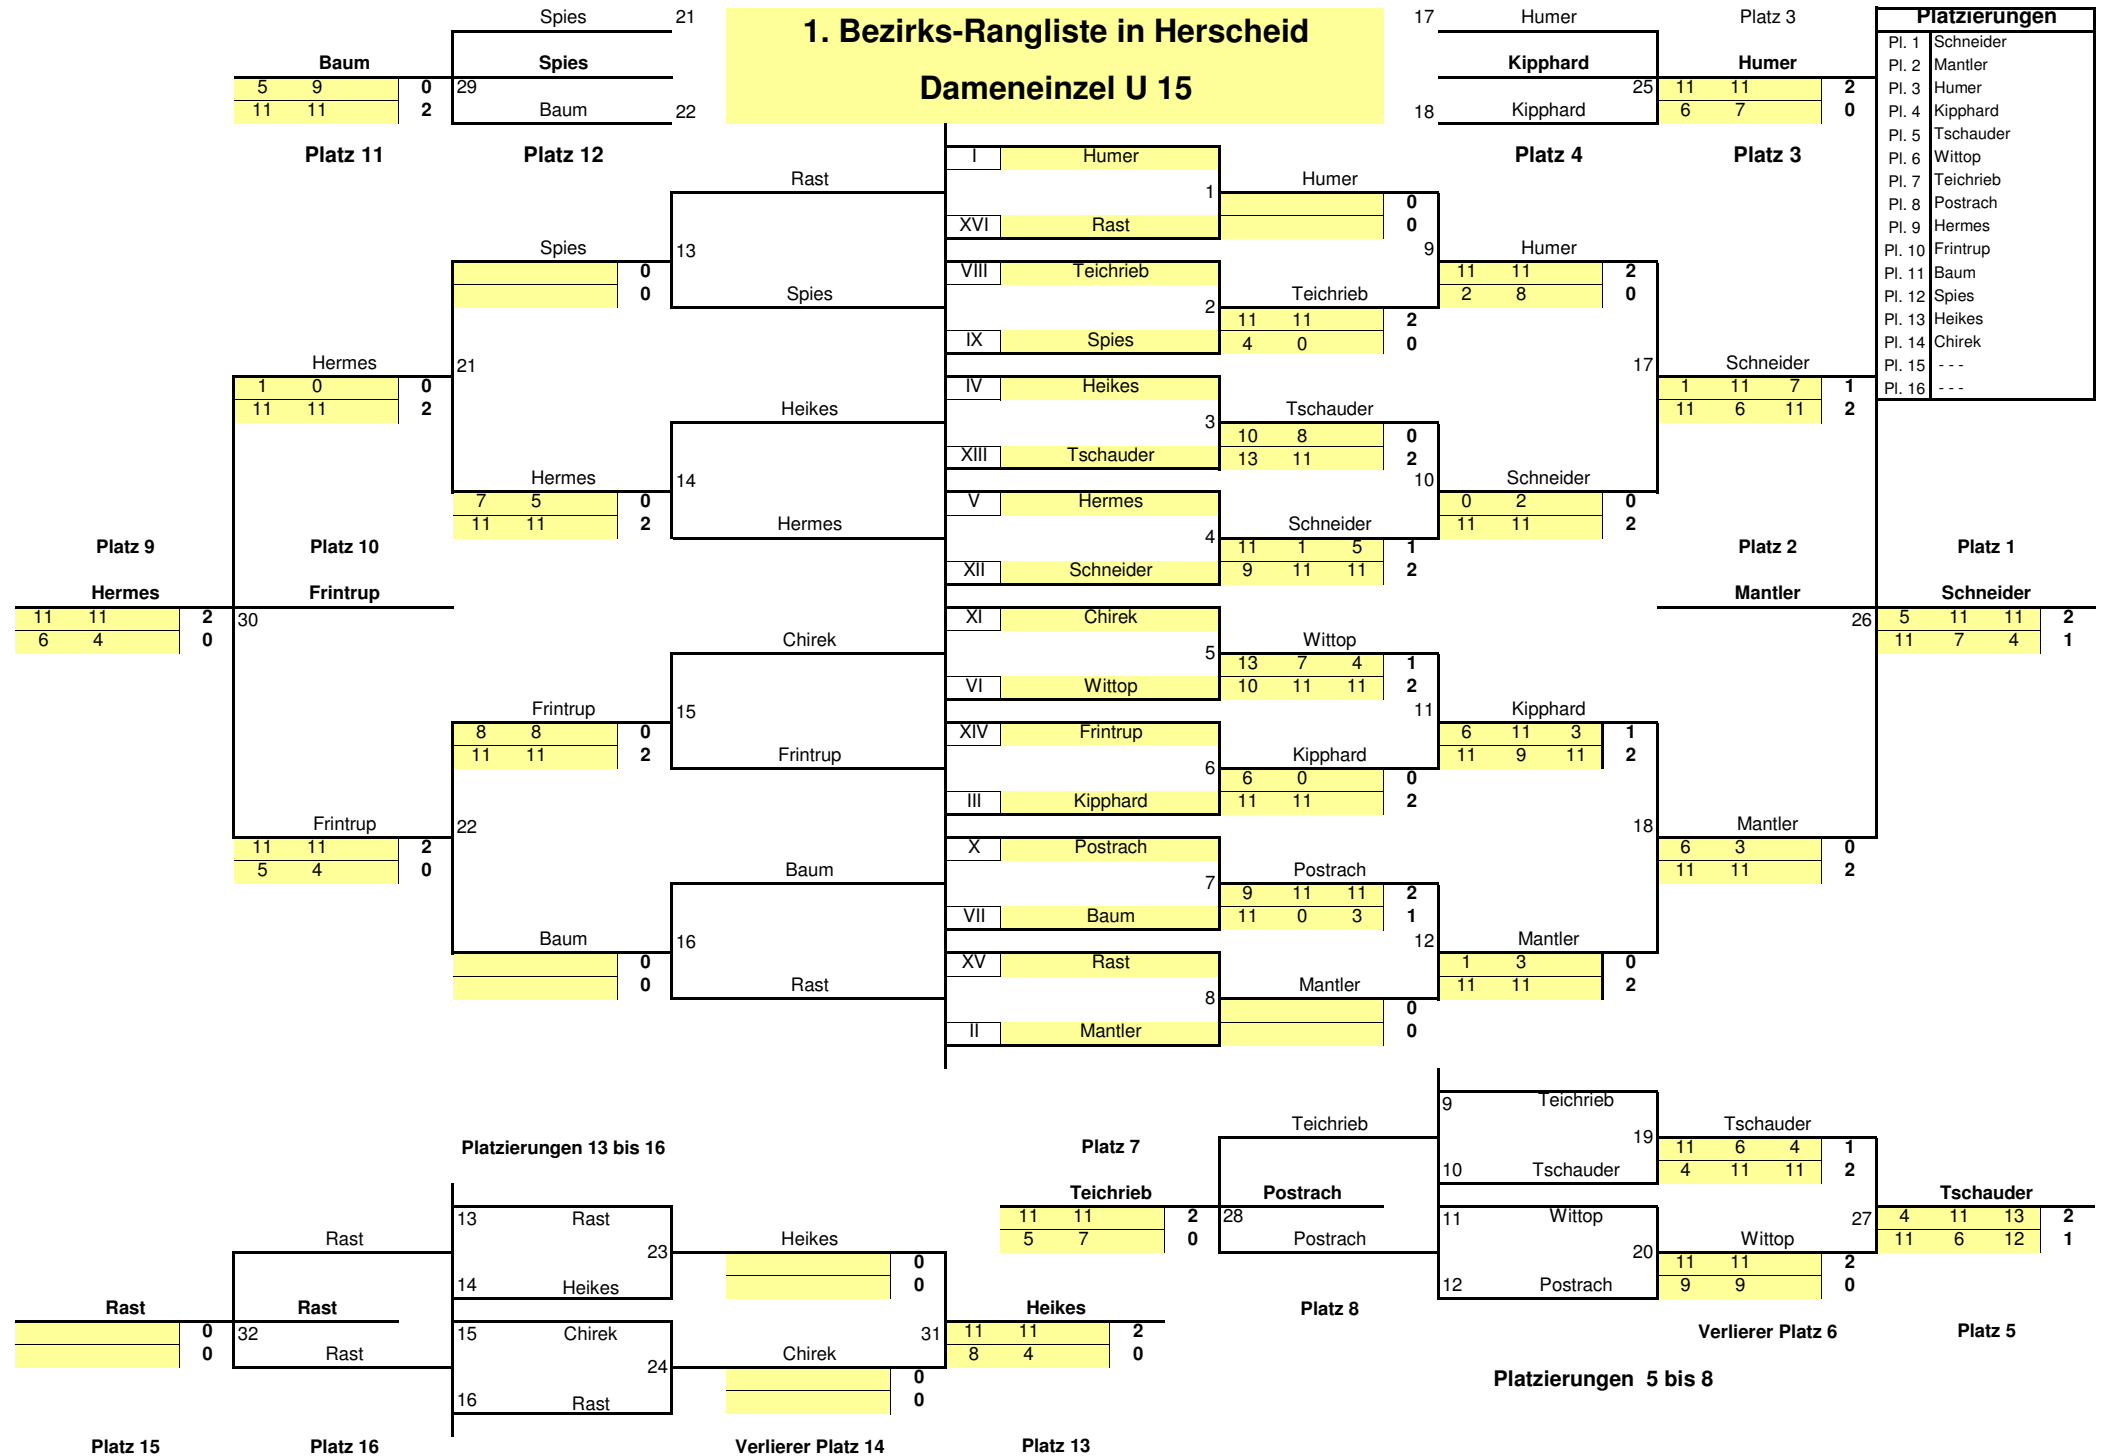 Spies 21 1. Bezirks-Rangliste in Herscheid 17 Humer Platz 3 Platzierungen
Pl. 1 Schneider
Baum Spies Kipphard Humer Pl. 2 Mantler
5 9 0 29 Dameneinzel U 15 25 11 11 2 Pl. 3 Humer
11 11 2 Baum 22 18 Kipphard 6 7 0 Pl. 4 Kipphard
Pl. 5 Tschauder
Platz 11 Platz 12 I Humer Platz 4 Platz 3 Pl. 6 Wittop
Rast Humer Pl. 7 Teichrieb
1 0 Pl. 8 Postrach
XVI Rast 0 Pl. 9 Hermes
Spies 13 9 Humer Pl. 10 Frintrup
0 VIII Teichrieb 11 11 2 Pl. 11 Baum
0 Spies 2 Teichrieb 2 8 0 Pl. 12 Spies
11 11 2 Pl. 13 Heikes
IX Spies 4 0 0 Pl. 14 Chirek
Hermes 21 17 Schneider Pl. 15 - - -
1 0 0 IV Heikes 1 11 7 1 Pl. 16 - - -
11 11 2 Heikes 3 Tschauder 11 6 11 2
10 8 0
XIII Tschauder 13 11 2
Hermes 14 10 Schneider
7 5 0 V Hermes 0 2 0
11 11 2 Hermes Schneider 11 11 2
Platz 9 Platz 10 4 11 1 5 1 Platz 2 Platz 1
XII Schneider 9 11 11 2
Hermes Frintrup Mantler Schneider
11 11 2 30 XI Chirek 26 5 11 11 2
6 4 0 Chirek Wittop 11 7 4 1
5 13 7 4 1
VI Wittop 10 11 11 2
Frintrup 15 11 Kipphard
8 8 0 XIV Frintrup 6 11 3 1
11 11 2 Frintrup Kipphard 11 9 11 2
6 6 0 0
III Kipphard 11 11 2
Frintrup 22 18 Mantler
11 11 2 X Postrach 6 3 0
5 4 0 Baum Postrach 11 11 2
7 9 11 11 2
VII Baum 11 0 3 1
Baum 16 12 Mantler
0 XV Rast 1 3 0
0 Rast 8 Mantler 11 11 2
0
II Mantler 0
9 Teichrieb
Teichrieb Tschauder
Platzierungen 13 bis 16 Platz 7 19 11 6 4 1
10 Tschauder 4 11 11 2
Teichrieb Postrach Tschauder
13 Rast 11 11 2 28 11 Wittop 27 4 11 13 2
Rast Heikes 5 7 0 Postrach Wittop 11 6 12 1
23 0 20 11 11 2
14 Heikes 0 12 Postrach 9 9 0
Rast Rast Heikes Platz 8
0 32 15 Chirek 31 11 11 2 Verlierer Platz 6 Platz 5
0 Rast Chirek 8 4 0
24 0 Platzierungen 5 bis 8
16 Rast 0
Platz 15 Platz 16 Verlierer Platz 14 Platz 13